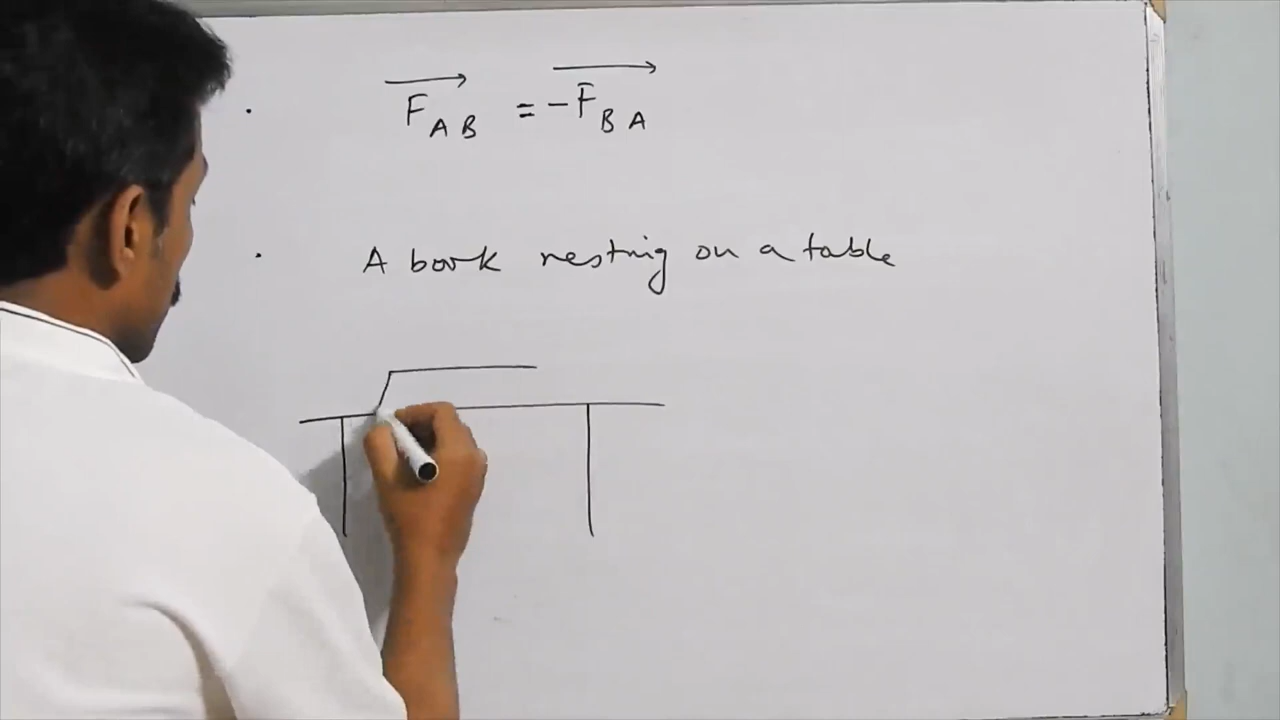 F_AB = -F_BA
A book resting on a table